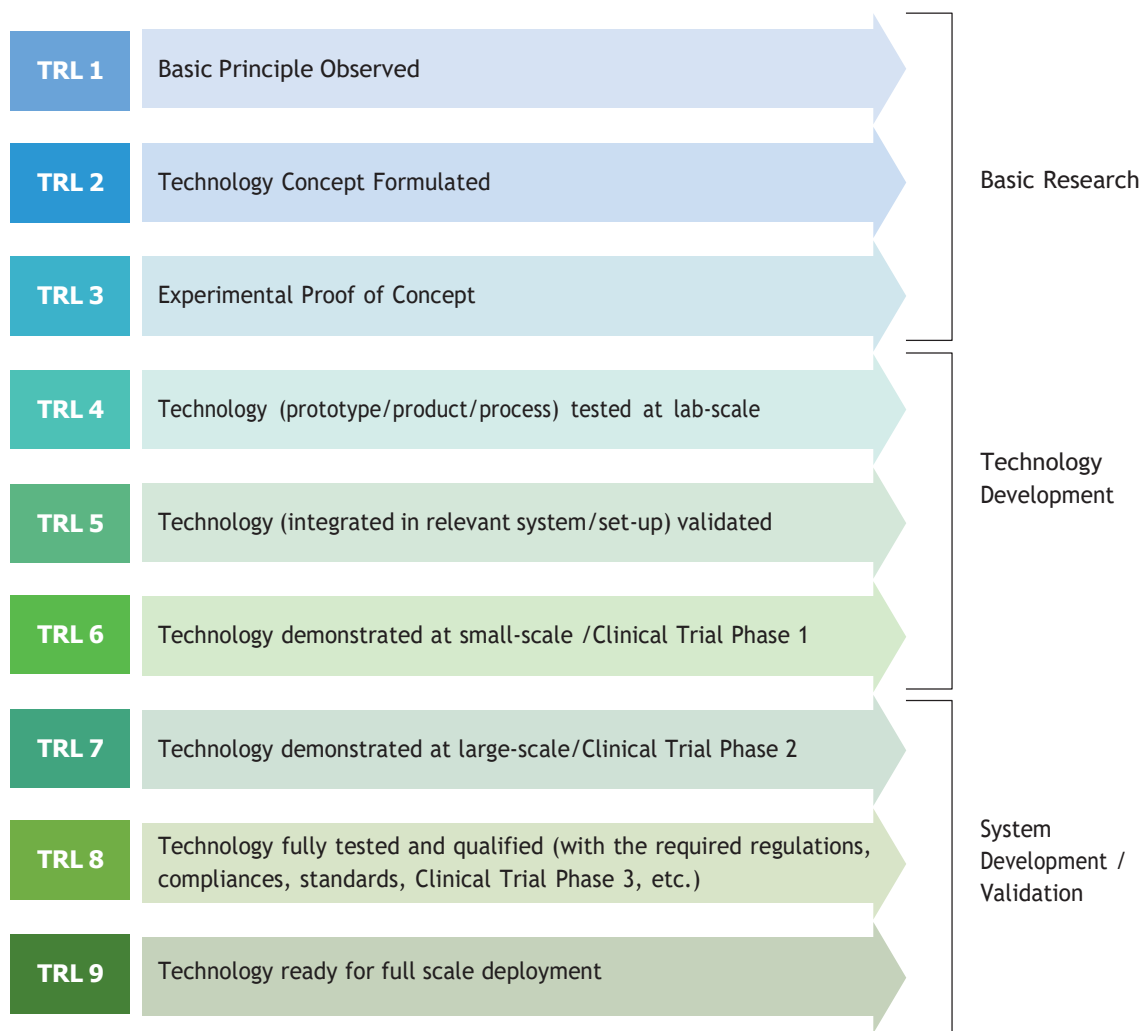 TRL 1
Basic Principle Observed
TRL 2
Technology Concept Formulated
Basic Research
TRL 3
Experimental Proof of Concept
TRL 4
Technology (prototype/product/process) tested at lab-scale
Technology
Development
TRL 5
Technology (integrated in relevant system/set-up) validated
TRL 6
Technology demonstrated at small-scale /Clinical Trial Phase 1
TRL 7
Technology demonstrated at large-scale/Clinical Trial Phase 2
TRL 8
Technology fully tested and qualified (with the required regulations,
compliances, standards, Clinical Trial Phase 3, etc.)
System
Development /
Validation
TRL 9
Technology ready for full scale deployment